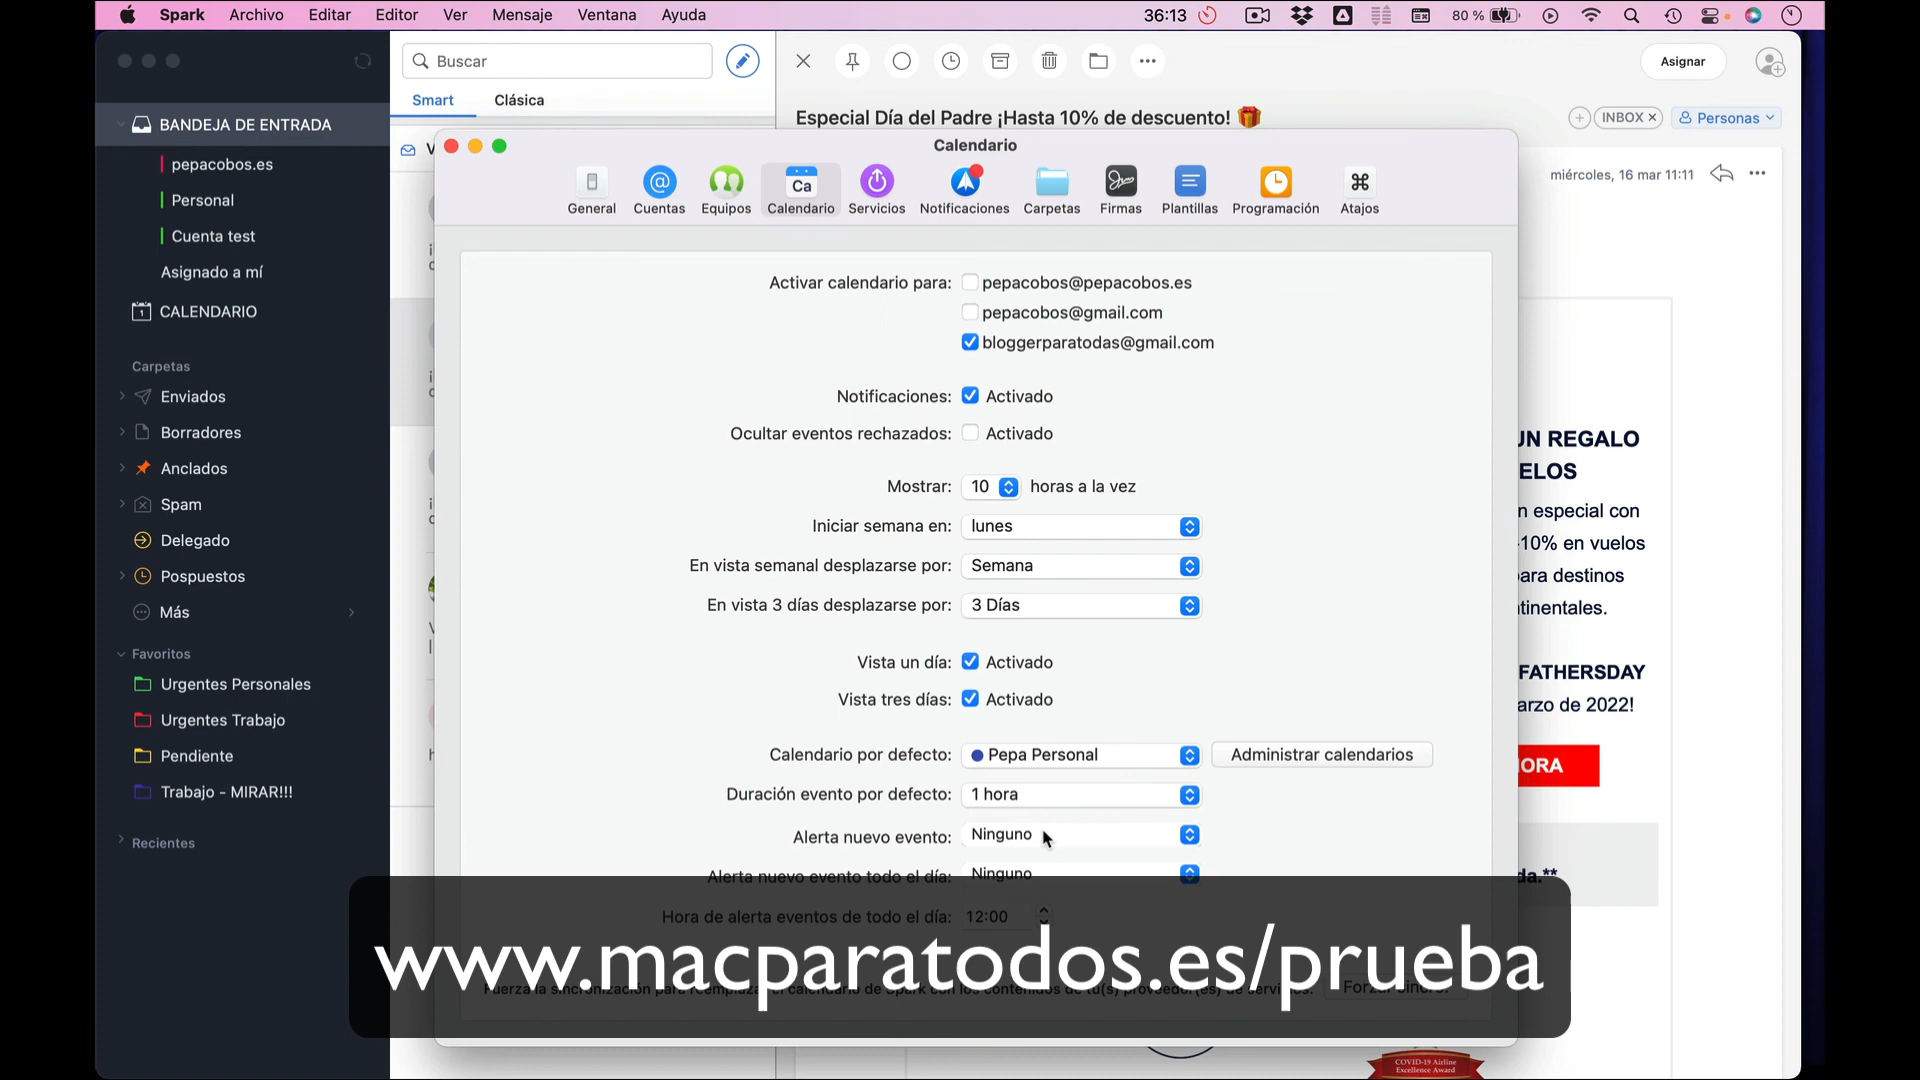 Spark Archivo Editar Editor Ver Mensaje Ventana Ayuda
36:13 80 %
Buscar
Smart Clásica
BANDEJA DE ENTRADA
pepacobos.es
Personal
Cuenta test
Asignado a mí
CALENDARIO
Carpetas
Enviados
Borradores
Anclados
Spam
Delegado
Pospuestos
Más
Favoritos
Urgentes Personales
Urgentes Trabajo
Pendiente
Trabajo - MIRAR!!!
Recientes
Asignar
Especial Día del Padre ¡Hasta 10% de descuento!
INBOX
Personas
miércoles, 16 mar 11:11
Calendario
General Cuentas Equipos Calendario Servicios Notificaciones Carpetas Firmas Plantillas Programación Atajos
Activar calendario para: pepacobos@pepacobos.es
pepacobos@gmail.com
bloggerparatodas@gmail.com
Notificaciones: Activado
Ocultar eventos rechazados: Activado
Mostrar: 10 horas a la vez
Iniciar semana en: lunes
En vista semanal desplazarse por: Semana
En vista 3 días desplazarse por: 3 Días
Vista un día: Activado
Vista tres días: Activado
Calendario por defecto: Pepa Personal Administrar calendarios
Duración evento por defecto: 1 hora
Alerta nuevo evento: Ninguno
Alerta nuevo evento todo el día: Ninguno
Hora de alerta eventos de todo el día: 12:00
www.macparatodos.es/prueba
UN REGALO
ELOS
n especial con
-10% en vuelos
para destinos
tinentales.
FATHERSDAY
arzo de 2022!
ORA
da.**
COVID-19 Airline
Excellence Award